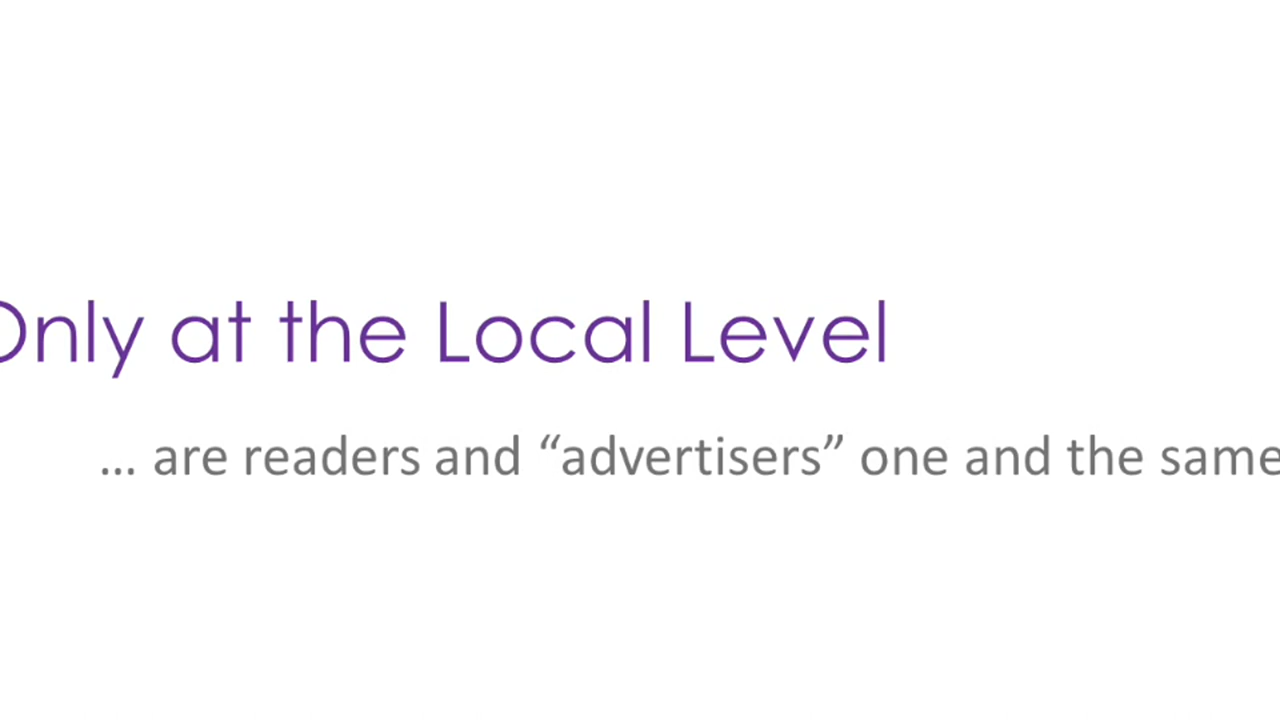 Only at the Local Level
… are readers and “advertisers” one and the same